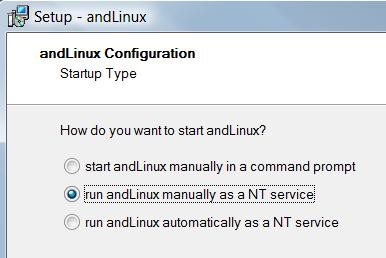 Setup - andLinux
andLinux Configuration
Startup Type
How do you want to start andLinux?
start andLinux manually in a command prompt
run andLinux manually as a NT service
run andLinux automatically as a NT service